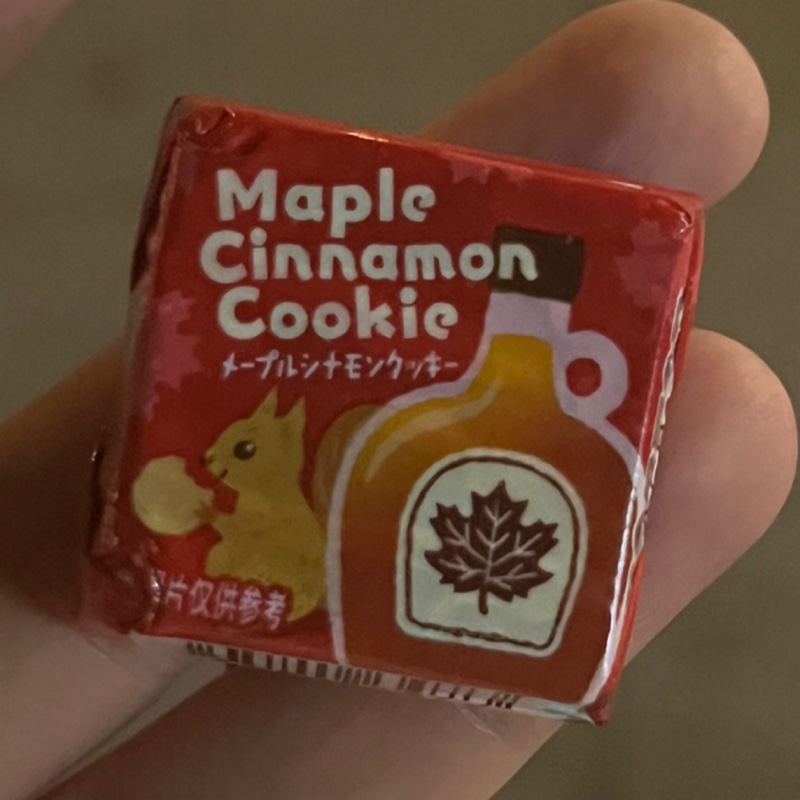 Maple
Cinnamon
Cookie
メープルシナモンクッキー
片仅供参考